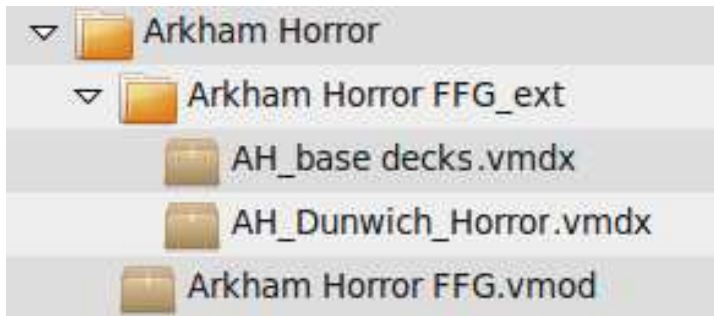 Arkham Horror
Arkham Horror FFG_ext
AH_base decks.vmdx
AH_Dunwich_Horror.vmdx
Arkham Horror FFG.vmod